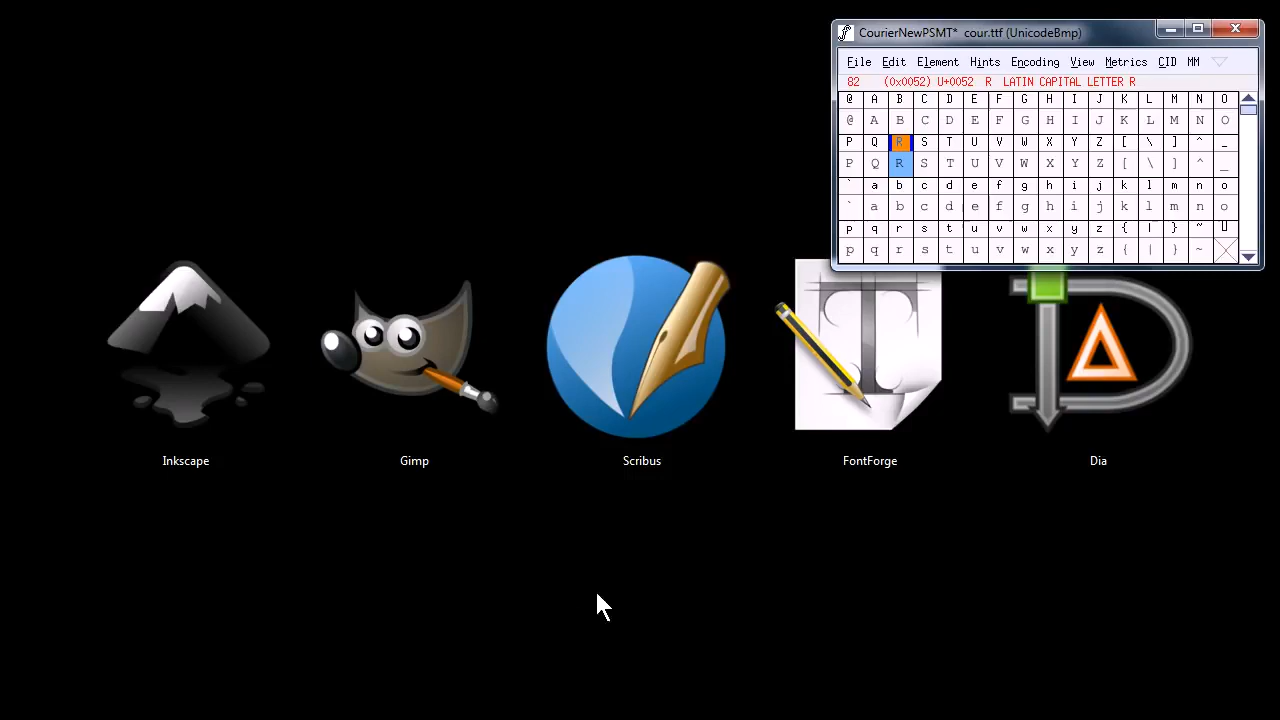 CourierNewPSMT* cour.ttf (UnicodeBmp)
File Edit Element Hints Encoding View Metrics CID MM
82 (0x0052) U+0052 R LATIN CAPITAL LETTER R
@ A B C D E F G H I J K L M N O
@ A B C D E F G H I J K L M N O
P Q R S T U V W X Y Z [ \ ] ^ _
P Q R S T U V W X Y Z [ \ ] ^ _
` a b c d e f g h i j k l m n o
` a b c d e f g h i j k l m n o
p q r s t u v w x y z { | } ~
p q r s t u v w x y z { | } ~
Inkscape Gimp Scribus FontForge Dia